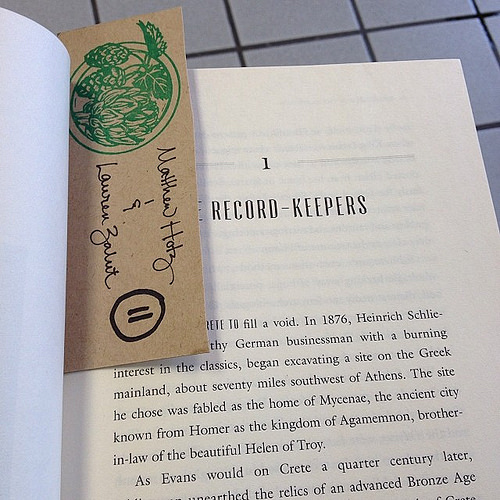 Matthew Hotz
&
Lauren Zalut
11
1
RECORD-KEEPERS
RETE TO fill a void. In 1876, Heinrich Schlie-
thy German businessman with a burning
interest in the classics, began excavating a site on the Greek
mainland, about seventy miles southwest of Athens. The site
he chose was fabled as the home of Mycenae, the ancient city
known from Homer as the kingdom of Agamemnon, brother-
in-law of the beautiful Helen of Troy.
As Evans would on Crete a quarter century later,
unearthed the relics of an advanced Bronze Age
of Crete